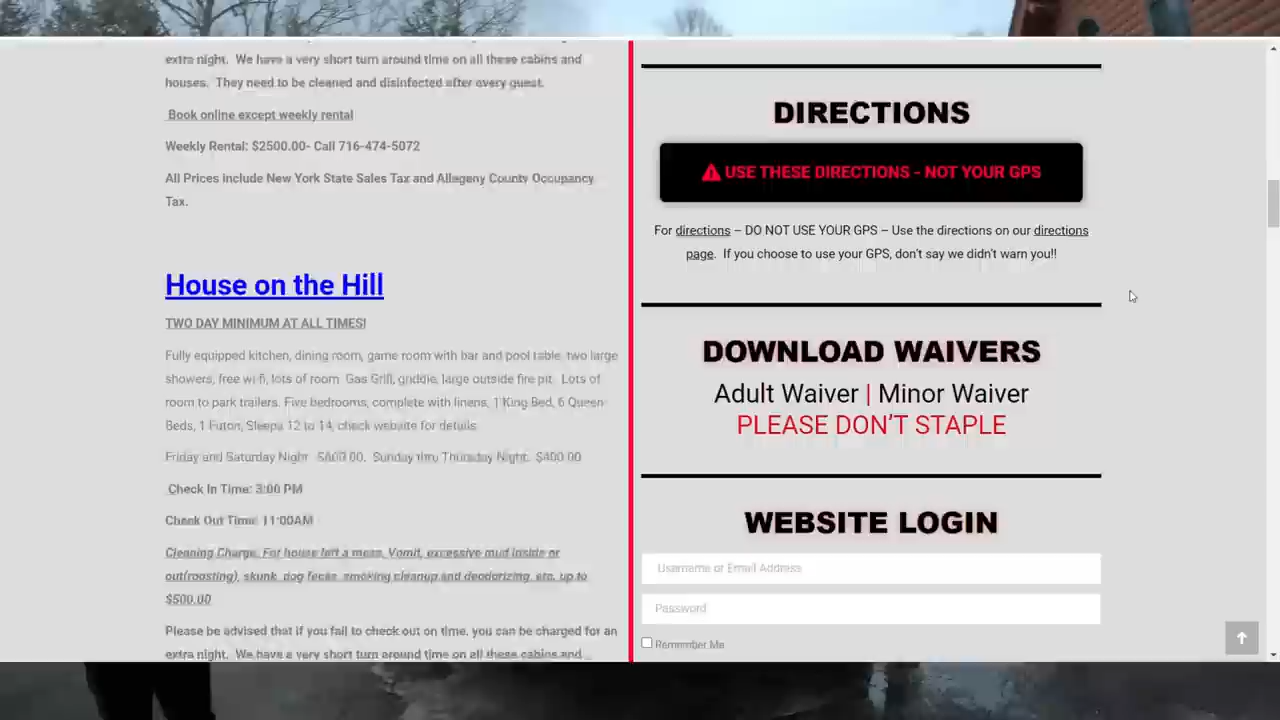 extra night. We have a very short turn around time on all these cabins and
houses. They need to be cleaned and disinfected after every guest.
Book online except weekly rental
Weekly Rental: $2500.00- Call 716-474-5072
All Prices include New York State Sales Tax and Allegany County Occupancy
Tax.
House on the Hill
TWO DAY MINIMUM AT ALL TIMES!
Fully equipped kitchen, dining room, game room with bar and pool table, two large
showers, free wi-fi, lots of room Gas Grill, griddle, large outside fire pit. Lots of
room to park trailers. Five bedrooms, complete with linens, 1 King Bed, 6 Queen
Beds, 1 Futon, Sleeps 12 to 14, check website for details.
Friday and Saturday Night $600.00. Sunday thru Thursday Night. $400.00
Check In Time: 3:00 PM
Check Out Time: 11:00AM
Cleaning Charge: For house left a mess, Vomit, excessive mud inside or
out(roosting), skunk, dog feces, smoking cleanup and deodorizing, etc. up to
$500.00
Please be advised that if you fail to check out on time, you can be charged for an
extra night. We have a very short turn around time on all these cabins and
DIRECTIONS
USE THESE DIRECTIONS - NOT YOUR GPS
For directions – DO NOT USE YOUR GPS – Use the directions on our directions
page. If you choose to use your GPS, don't say we didn't warn you!!
DOWNLOAD WAIVERS
Adult Waiver | Minor Waiver
PLEASE DON'T STAPLE
WEBSITE LOGIN
Username or Email Address
Password
Remember Me